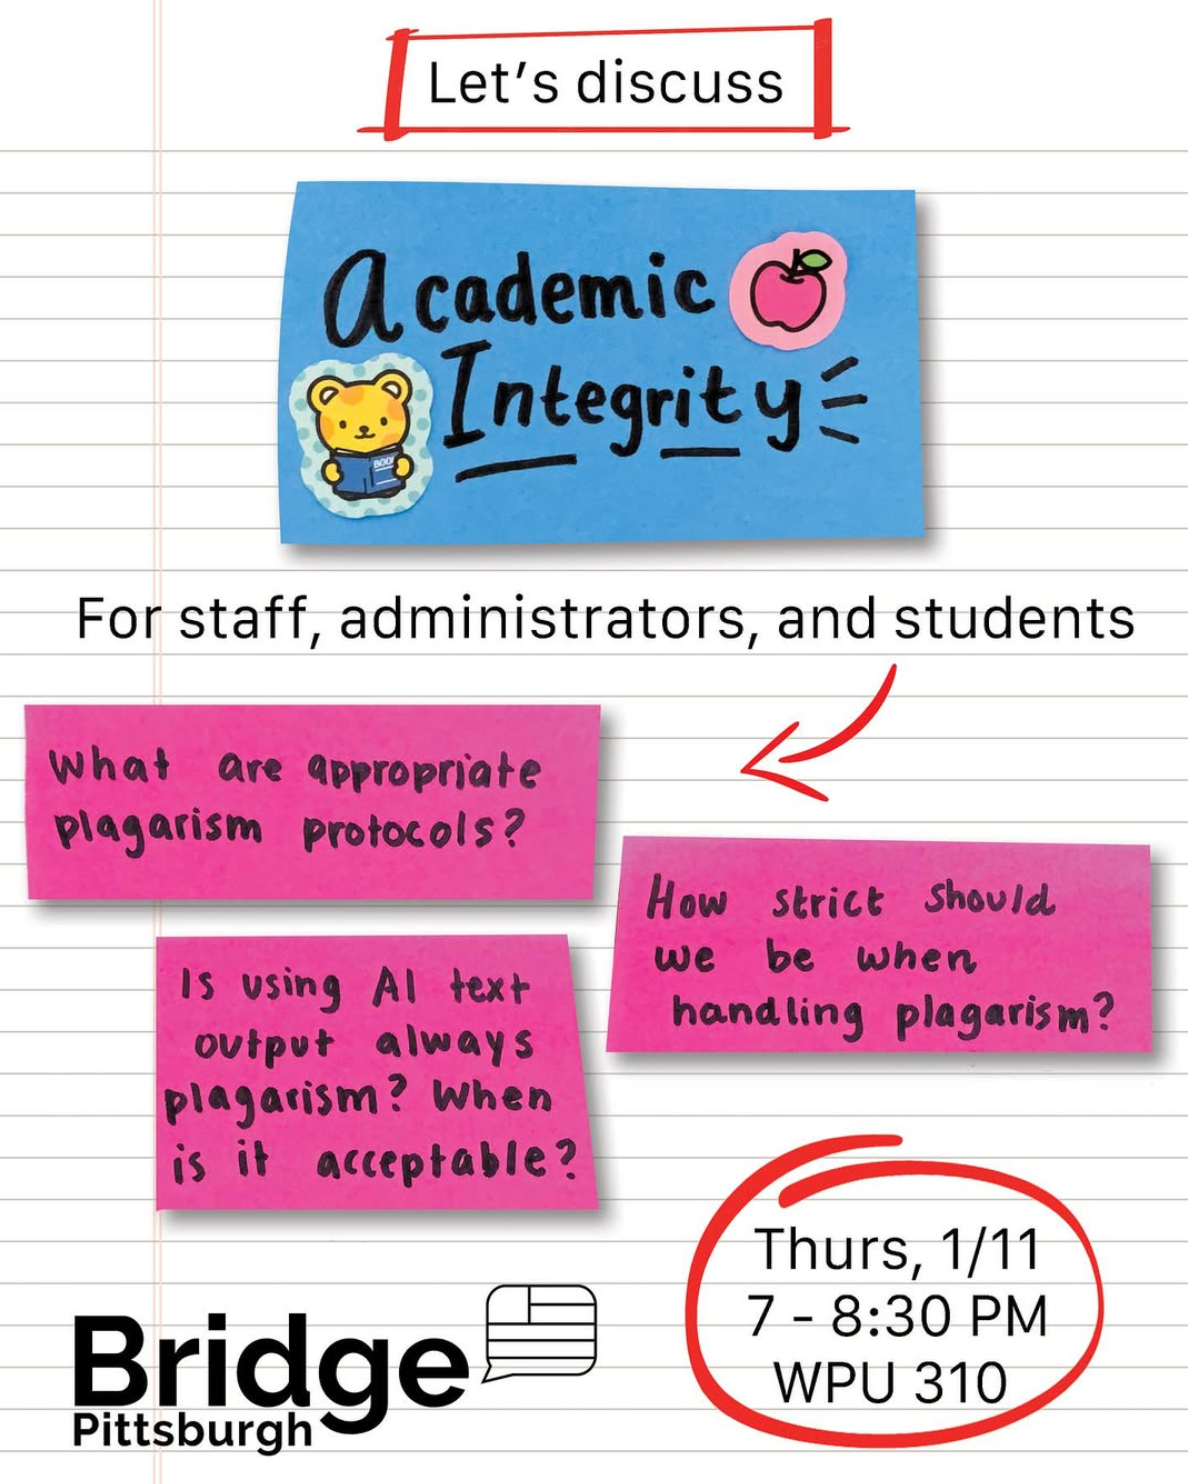 Let's discuss
Academic
Integrity
BOOK
For staff, administrators, and students
What are appropriate
plagarism protocols?
How strict should
we be when
handling plagarism?
Is using AI text
output always
plagarism? When
is it acceptable?
Thurs, 1/11
7 - 8:30 PM
WPU 310
Bridge
Pittsburgh